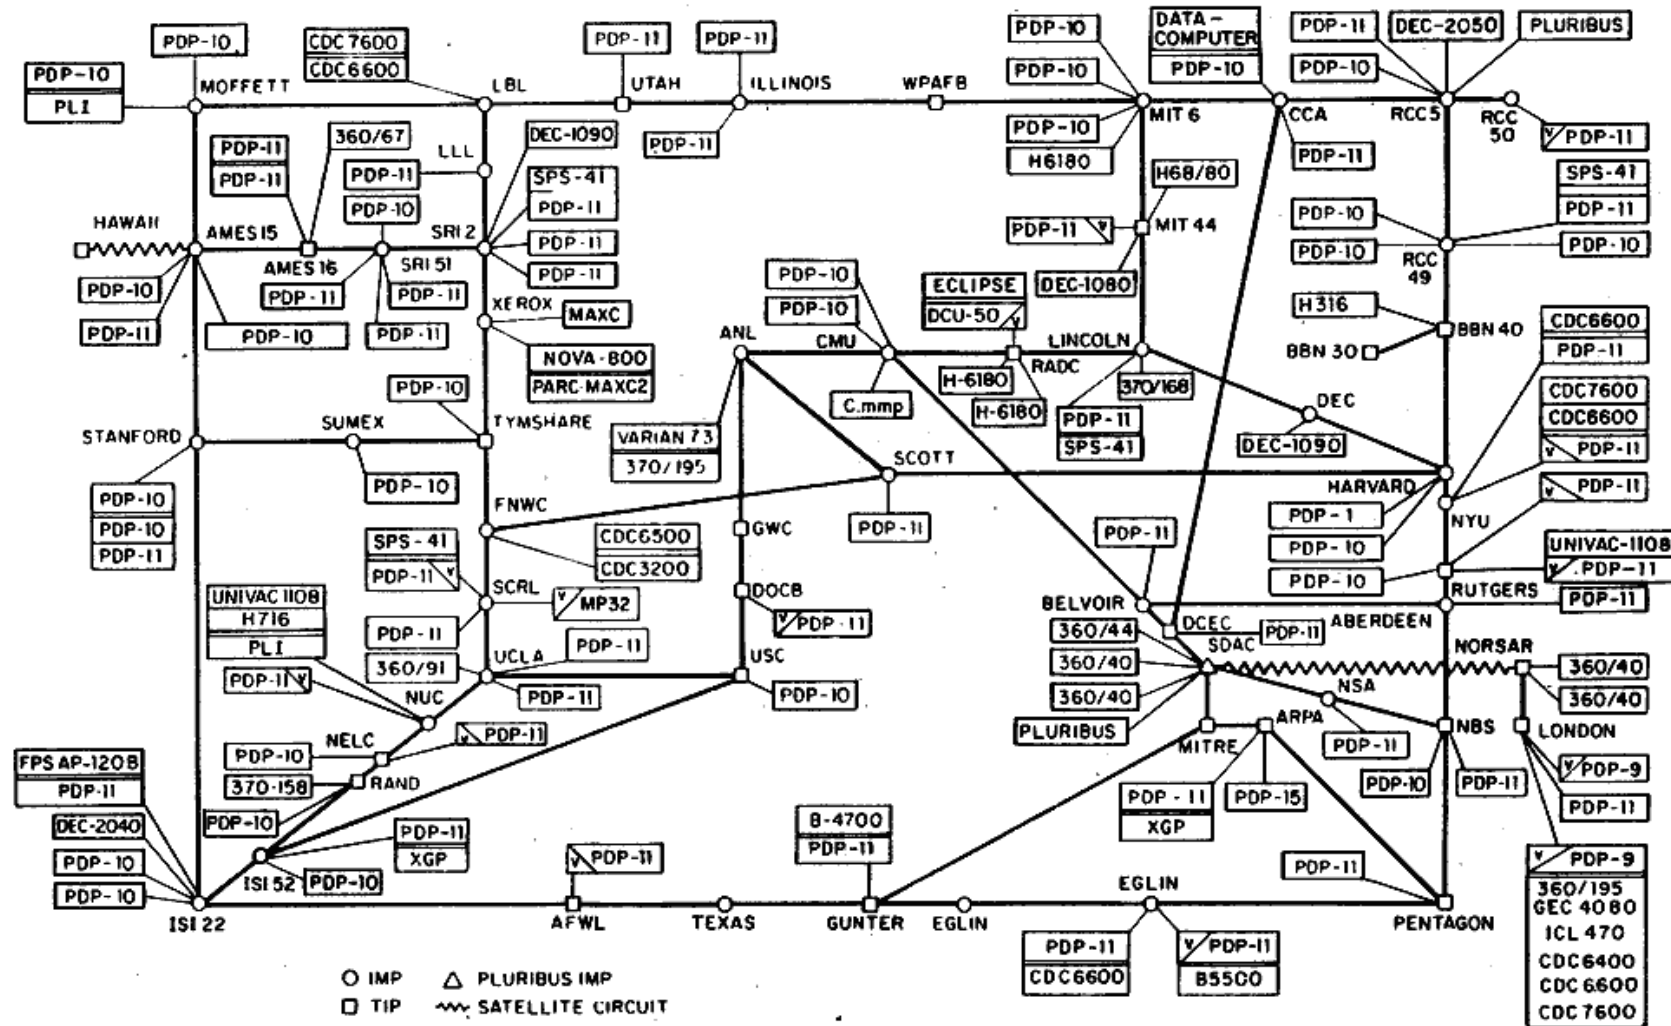 PDP-10
CDC 7600
CDC6600
PDP-11
PDP-11
PDP-10
DATA-
COMPUTER
PDP-10
PDP-11
DEC-2050
PLURIBUS
PDP-10
PLI
MOFFETT
LBL
UTAH
ILLINOIS
WPAFB
PDP-10
PDP-10
MIT 6
CCA
RCC5
RCC
50
PDP-11
H6180
PDP-10
PDP-11
V PDP-11
PDP-11
PDP-11
360/67
LLL
PDP-11
DEC-1090
SPS-41
PDP-11
H68/80
SPS-41
PDP-11
HAWAII
AMES 15
AMES 16
PDP-10
SRI 51
SRI 2
PDP-11
PDP-11
PDP-11 V
MIT 44
PDP-10
PDP-10
RCC
49
PDP-10
PDP-10
PDP-11
PDP-10
PDP-11
PDP-11
PDP-11
XEROX
MAXC
NOVA-800
PARC-MAXC2
PDP-10
PDP-10
ECLIPSE
DCU-50 V
DEC-1080
H316
BBN 40
BBN 30
CDC6600
PDP-11
ANL
CMU
RADC
LINCOLN
C.mmp
H-6180
H-6180
370/168
PDP-11
SPS-41
DEC
DEC-1090
CDC7600
CDC6600
V PDP-11
STANFORD
SUMEX
PDP-10
TYMSHARE
PDP-10
VARIAN 73
370/195
SCOTT
PDP-11
HARVARD
NYU
V PDP-11
PDP-10
PDP-10
PDP-11
FNWC
CDC6500
CDC3200
GWC
PDP-11
PDP-1
PDP-10
PDP-10
UNIVAC-1108
V PDP-11
RUTGERS
SPS-41
PDP-11 V
SCRL
V MP32
PDP-11
DOCB
V PDP-11
BELVOIR
ABERDEEN
PDP-11
UNIVAC 1108
H716
PLI
PDP-11 V
360/91
UCLA
PDP-11
PDP-11
USC
PDP-10
360/44
360/40
360/40
PLURIBUS
DCEC
SDAC
PDP-11
NORSAR
360/40
360/40
NUC
NELC
PDP-10
V PDP-11
RAND
370-158
PDP-10
MITRE
ARPA
NSA
PDP-11
NBS
PDP-10
PDP-11
LONDON
V PDP-9
PDP-11
FPS AP-120B
PDP-11
DEC-2040
PDP-10
PDP-10
ISI 22
ISI 52
PDP-11
XGP
PDP-10
V PDP-11
AFWL
TEXAS
B-4700
PDP-11
GUNTER
EGLIN
PDP-11
XGP
PDP-15
EGLIN
PDP-11
CDC6600
V PDP-11
B5500
PDP-11
PENTAGON
V PDP-9
360/195
GEC 4080
ICL 470
CDC6400
CDC6600
CDC7600
IMP
PLURIBUS IMP
TIP
SATELLITE CIRCUIT